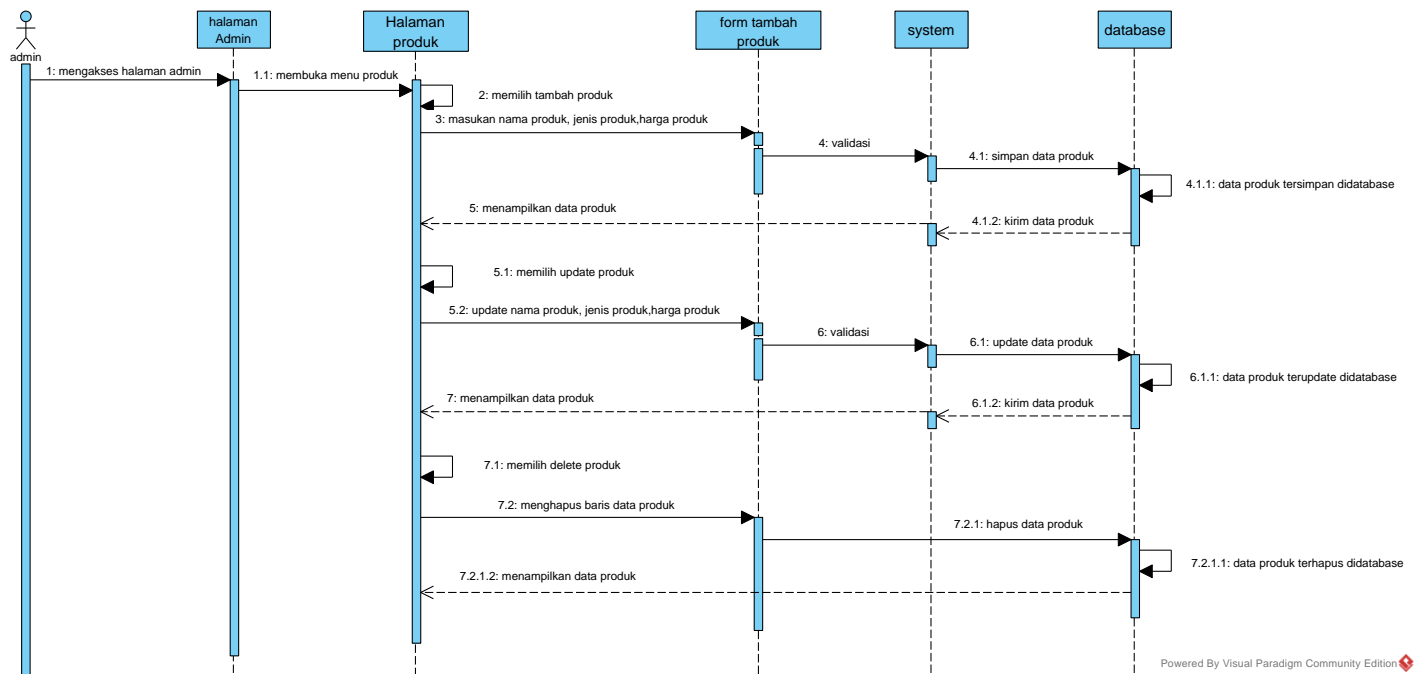 admin
halaman
Admin
Halaman
produk
form tambah
produk
system
database
1: mengakses halaman admin
1.1: membuka menu produk
2: memilih tambah produk
3: masukan nama produk, jenis produk,harga produk
4: validasi
4.1: simpan data produk
4.1.1: data produk tersimpan didatabase
4.1.2: kirim data produk
5: menampilkan data produk
5.1: memilih update produk
5.2: update nama produk, jenis produk,harga produk
6: validasi
6.1: update data produk
6.1.1: data produk terupdate didatabase
6.1.2: kirim data produk
7: menampilkan data produk
7.1: memilih delete produk
7.2: menghapus baris data produk
7.2.1: hapus data produk
7.2.1.1: data produk terhapus didatabase
7.2.1.2: menampilkan data produk
Powered By Visual Paradigm Community Edition